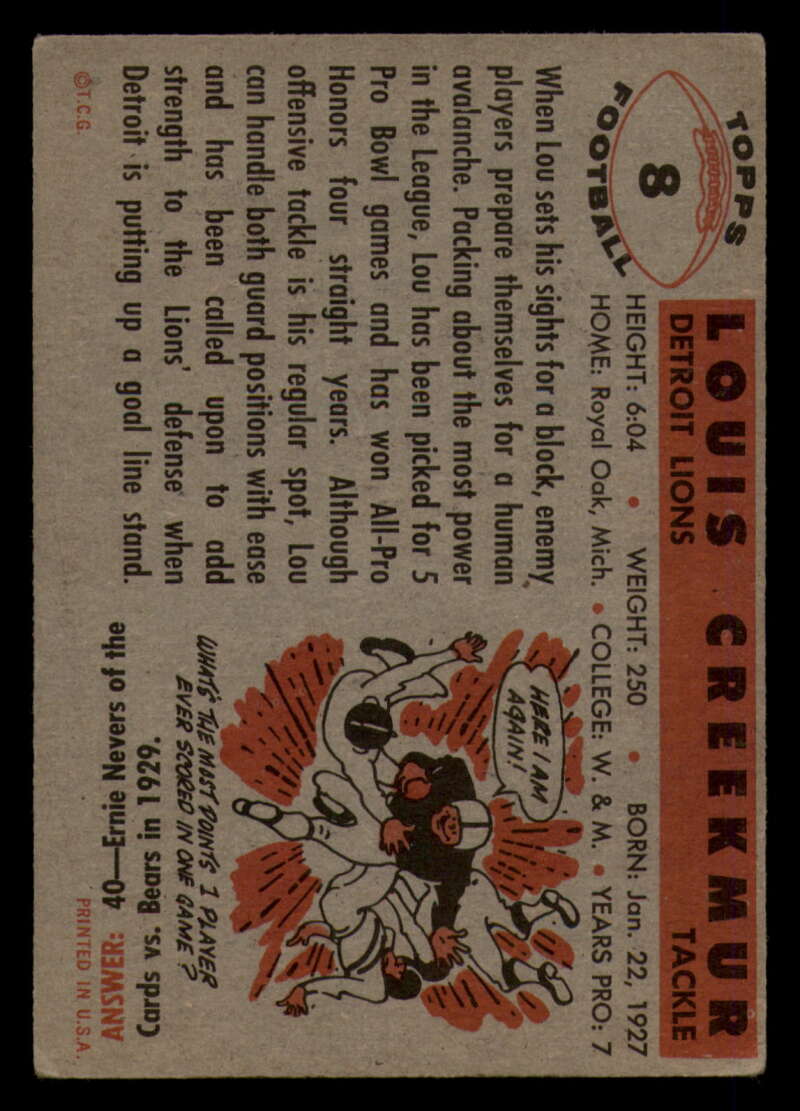 TOPPS
8
FOOTBALL
LOUIS CREEKMUR
DETROIT LIONS TACKLE
HEIGHT: 6:04 • WEIGHT: 250 • BORN: Jan. 22, 1927
HOME: Royal Oak, Mich. • COLLEGE: W. & M. • YEARS PRO: 7
When Lou sets his sights for a block, enemy
players prepare themselves for a human
avalanche. Packing about the most power
in the League, Lou has been picked for 5
Pro Bowl games and has won All-Pro
Honors four straight years. Although
offensive tackle is his regular spot, Lou
can handle both guard positions with ease
and has been called upon to add
strength to the Lions' defense when
Detroit is putting up a goal line stand.
©T.C.G.
HERE I AM
AGAIN!
WHAT'S THE MOST POINTS 1 PLAYER
EVER SCORED IN ONE GAME?
ANSWER: 40—Ernie Nevers of the
Cards vs. Bears in 1929.
PRINTED IN U.S.A.